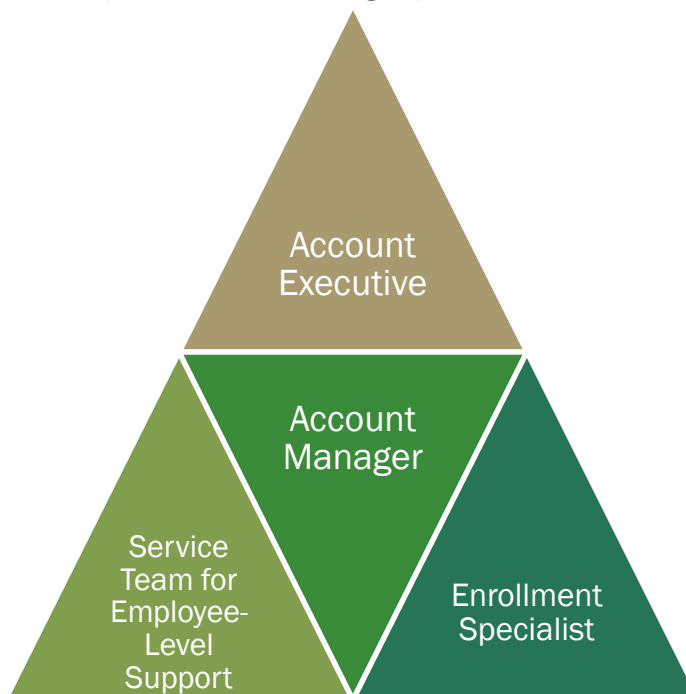 Account
Executive
Account
Manager
Service
Team for
Employee-
Level
Support
Enrollment
Specialist